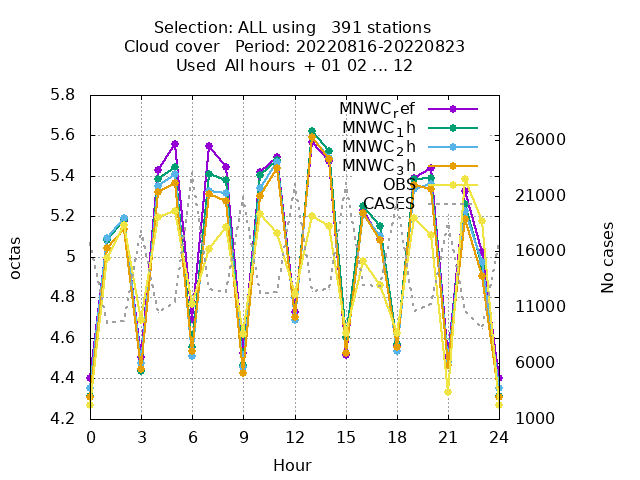 Selection: ALL using   391 stations
Cloud cover   Period: 20220816-20220823
Used  All hours  + 01 02 ... 12
5.8
5.6
5.4
5.2
5
4.8
4.6
4.4
4.2
octas
MNWC_ref
MNWC_1h
MNWC_2h
MNWC_3h
OBS
CASES
26000
21000
16000
11000
6000
1000
No cases
0 3 6 9 12 15 18 21 24
Hour